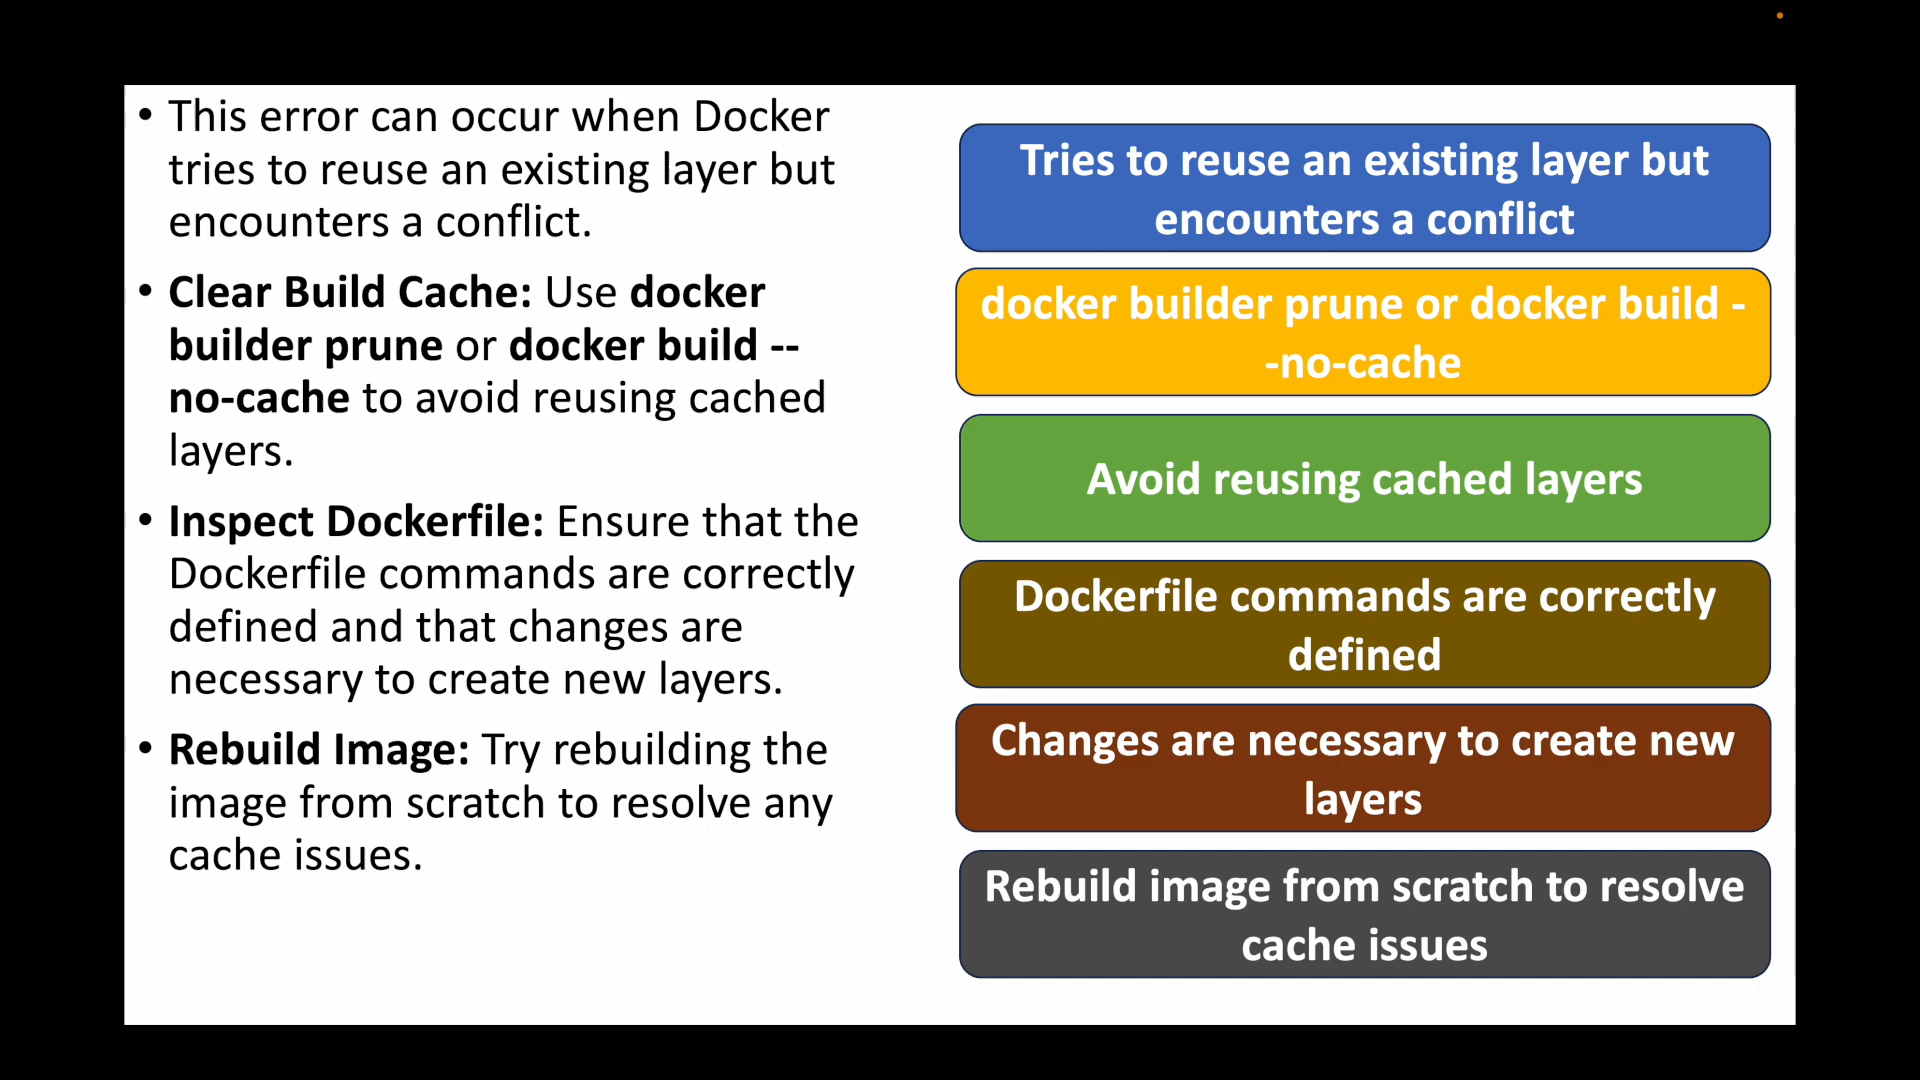 • This error can occur when Docker
tries to reuse an existing layer but
encounters a conflict.
• Clear Build Cache: Use docker
builder prune or docker build --
no-cache to avoid reusing cached
layers.
• Inspect Dockerfile: Ensure that the
Dockerfile commands are correctly
defined and that changes are
necessary to create new layers.
• Rebuild Image: Try rebuilding the
image from scratch to resolve any
cache issues.
Tries to reuse an existing layer but
encounters a conflict
docker builder prune or docker build -
-no-cache
Avoid reusing cached layers
Dockerfile commands are correctly
defined
Changes are necessary to create new
layers
Rebuild image from scratch to resolve
cache issues